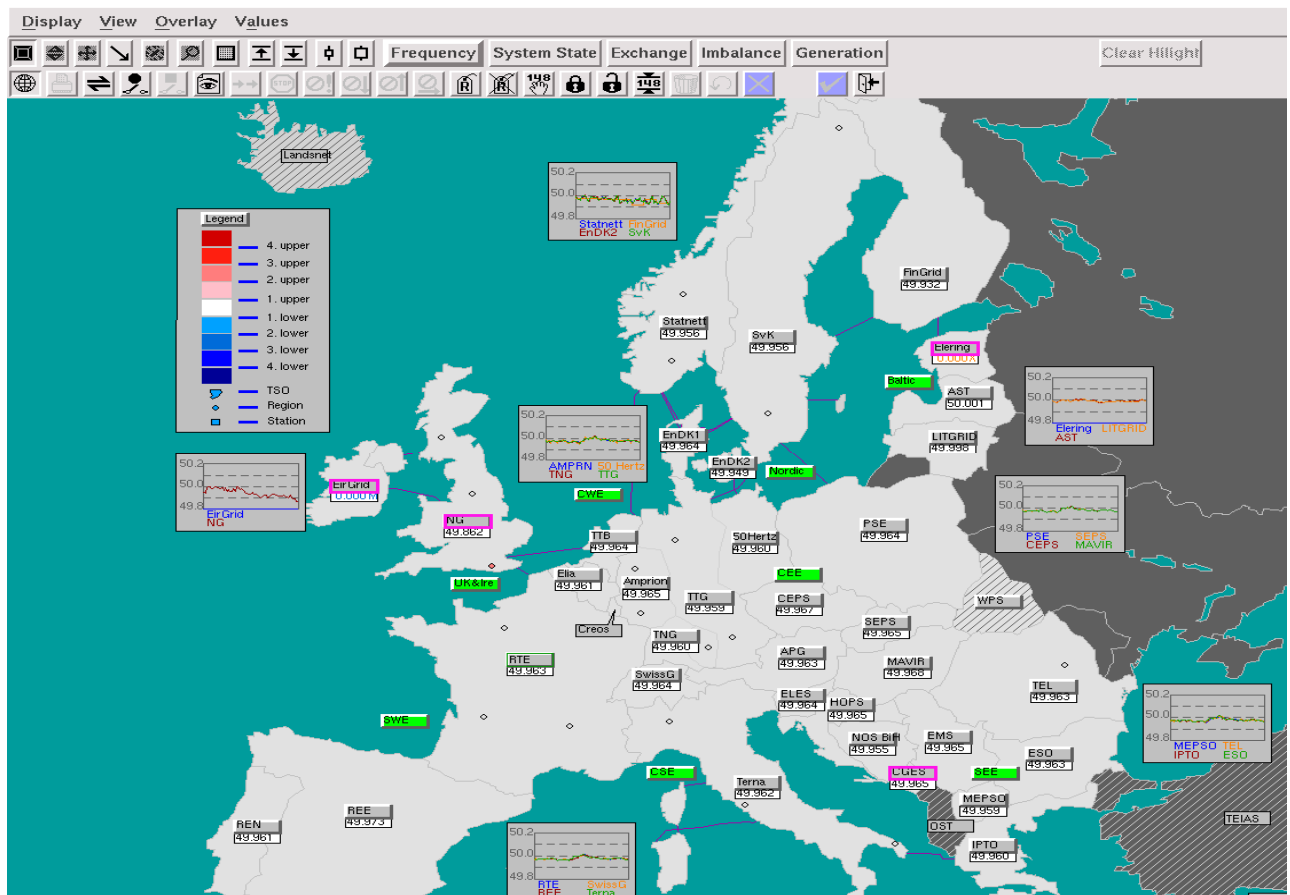 Display View Overlay Values
Frequency System State Exchange Imbalance Generation Clear Hilight
148 STOP R R 148 148
Landsnet
50.2
50.0
49.8
Statnett FinGrid
EnDK2 SvK
Legend
4. upper
3. upper
2. upper
1. upper
1. lower
2. lower
3. lower
4. lower
TSO
Region
Station
FinGrid
49.932
Statnett
49.956
SvK
49.956
Elering
0.000X
Baltic
AST
50.001
LITGRID
49.998
50.2
50.0
49.8
Elering LITGRID
AST
50.2
50.0
49.8
AMPRN 50 Hertz
TNG TTG
EnDK1
49.964
EnDK2
49.949
Nordic
CWE
50.2
50.0
49.8
EirGrid
NG
EirGrid
0.000M
NG
49.862
UK&Ire
TTB
49.964
50Hertz
49.960
PSE
49.964
50.2
50.0
49.8
PSE SEPS
CEPS MAVIR
Elia
49.961
Amprion
49.965
TTG
49.959
CEE
CEPS
49.967
WPS
Creos
TNG
49.960
SEPS
49.965
RTE
49.963
SwissG
49.964
APG
49.963
MAVIR
49.968
TEL
49.963
ELES
49.964
HOPS
49.965
SWE
NOS BiH
49.955
EMS
49.965
ESO
49.963
50.2
50.0
49.8
MEPSO TEL
IPTO ESO
CSE
Terna
49.962
CGES
49.965
SEE
MEPSO
49.959
OST
TEIAS
REN
49.961
REE
49.973
IPTO
49.960
50.2
50.0
49.8
RTE SwissG
REE Terna